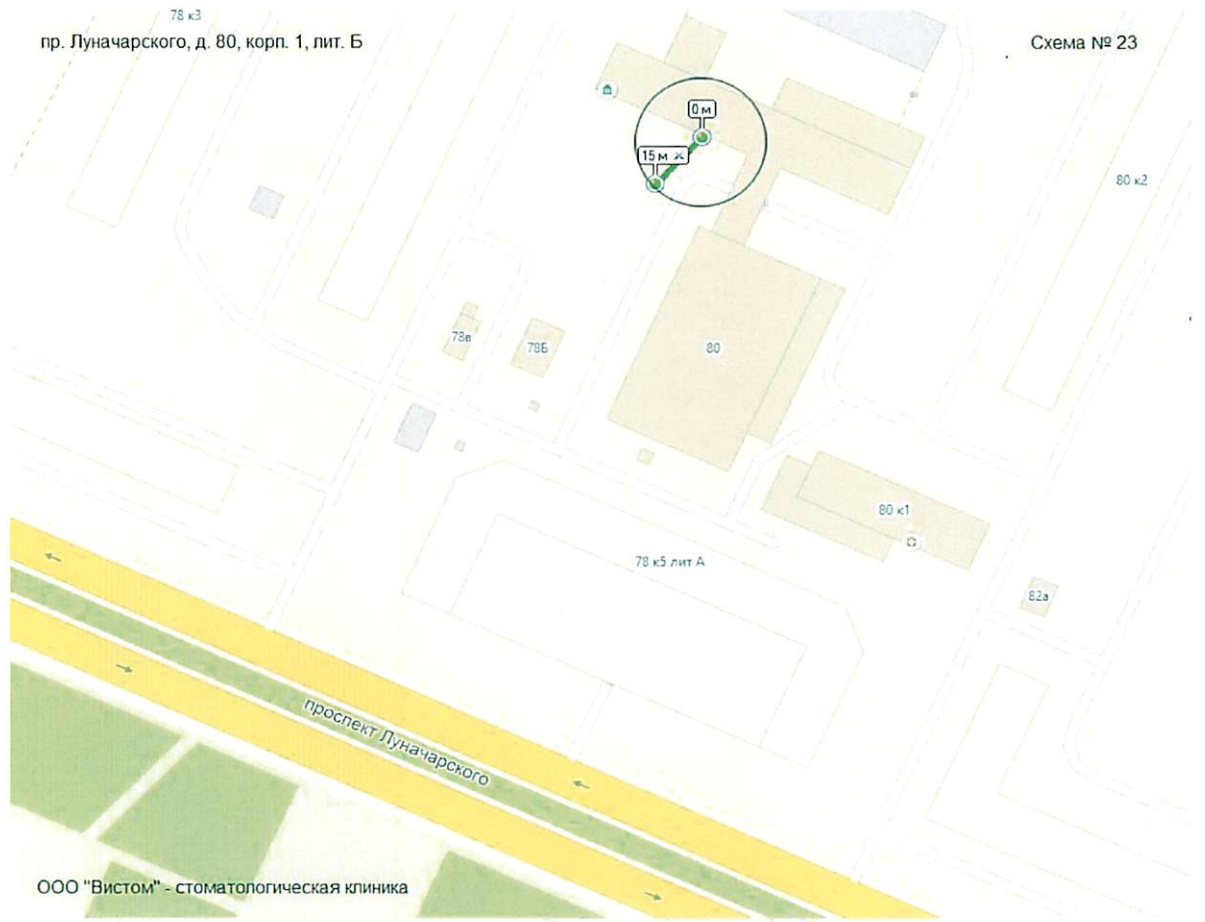 78 к3
пр. Луначарского, д. 80, корп. 1, лит. Б
Схема № 23
0 м
15 м ×
80 к2
78в
78Б
80
80 к1
78 к5 лит А
82а
проспект Луначарского
ООО "Вистом" - стоматологическая клиника